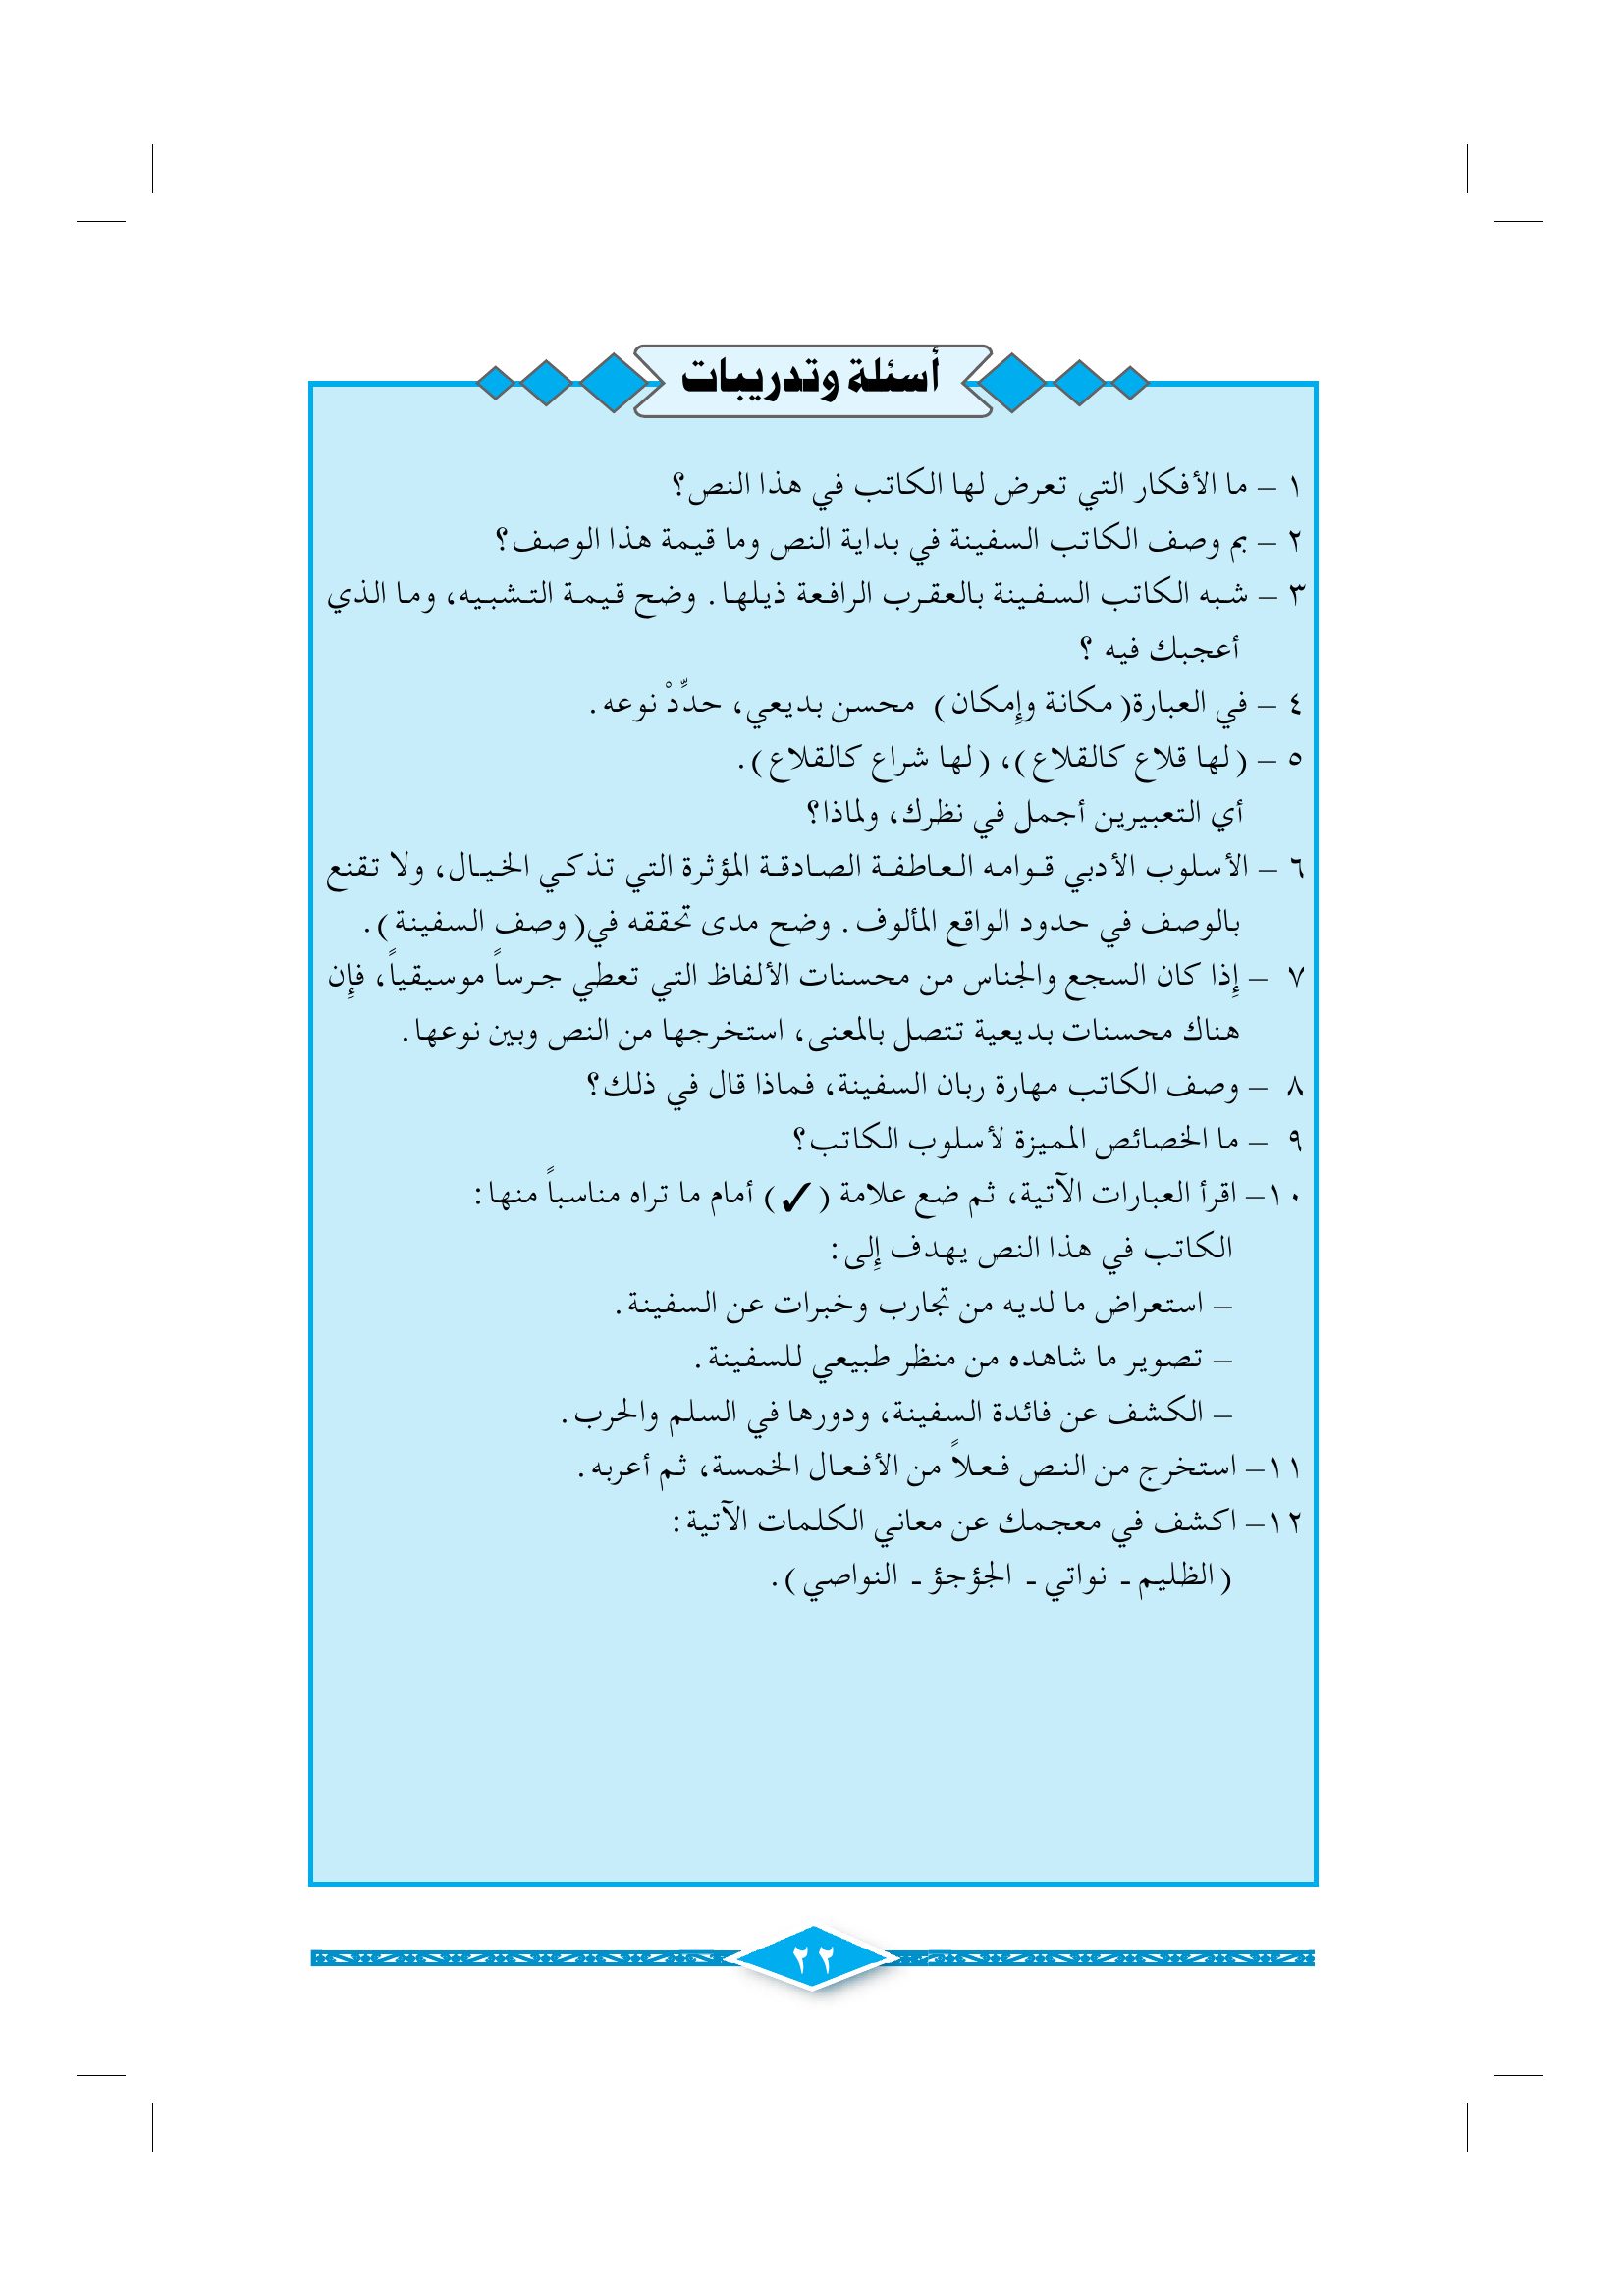 أسئلة وتدريبات
١ – ما الأفكار التي تعرض لها الكاتب في هذا النص؟
٢ – بم وصف الكاتب السفينة في بداية النص وما قيمة هذا الوصف؟
٣ – شبه الكاتب السفينة بالعقرب الرافعة ذيلها. وضح قيمة التشبيه، وما الذي
أعجبك فيه ؟
٤ – في العبارة(مكانة وإمكان) محسن بديعي، حدِّدْ نوعه.
٥ – (لها قلاع كالقلاع)، (لها شراع كالقلاع).
أي التعبيرين أجمل في نظرك، ولماذا؟
٦ – الأسلوب الأدبي قوامه العاطفة الصادقة المؤثرة التي تذكي الخيال، ولا تقنع
بالوصف في حدود الواقع المألوف. وضح مدى تحققه في(وصف السفينة).
٧ – إذا كان السجع والجناس من محسنات الألفاظ التي تعطي جرساً موسيقياً، فإن
هناك محسنات بديعية تتصل بالمعنى، استخرجها من النص وبين نوعها.
٨ – وصف الكاتب مهارة ربان السفينة، فماذا قال في ذلك؟
٩ – ما الخصائص المميزة لأسلوب الكاتب؟
١٠– اقرأ العبارات الآتية، ثم ضع علامة (✓) أمام ما تراه مناسباً منها:
الكاتب في هذا النص يهدف إلى:
– استعراض ما لديه من تجارب وخبرات عن السفينة.
– تصوير ما شاهده من منظر طبيعي للسفينة.
– الكشف عن فائدة السفينة، ودورها في السلم والحرب.
١١– استخرج من النص فعلاً من الأفعال الخمسة، ثم أعربه.
١٢– اكشف في معجمك عن معاني الكلمات الآتية:
(الظليم ـ نواتي ـ الجؤجؤ ـ النواصي).
٢٢